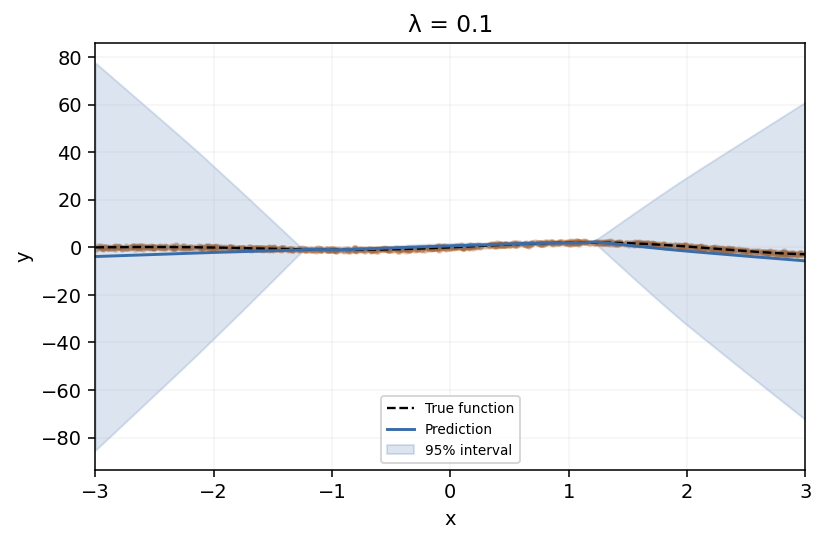 λ = 0.1
80
60
40
20
0
−20
−40
−60
−80
y
True function
Prediction
95% interval
−3
−2
−1
0
1
2
3
x